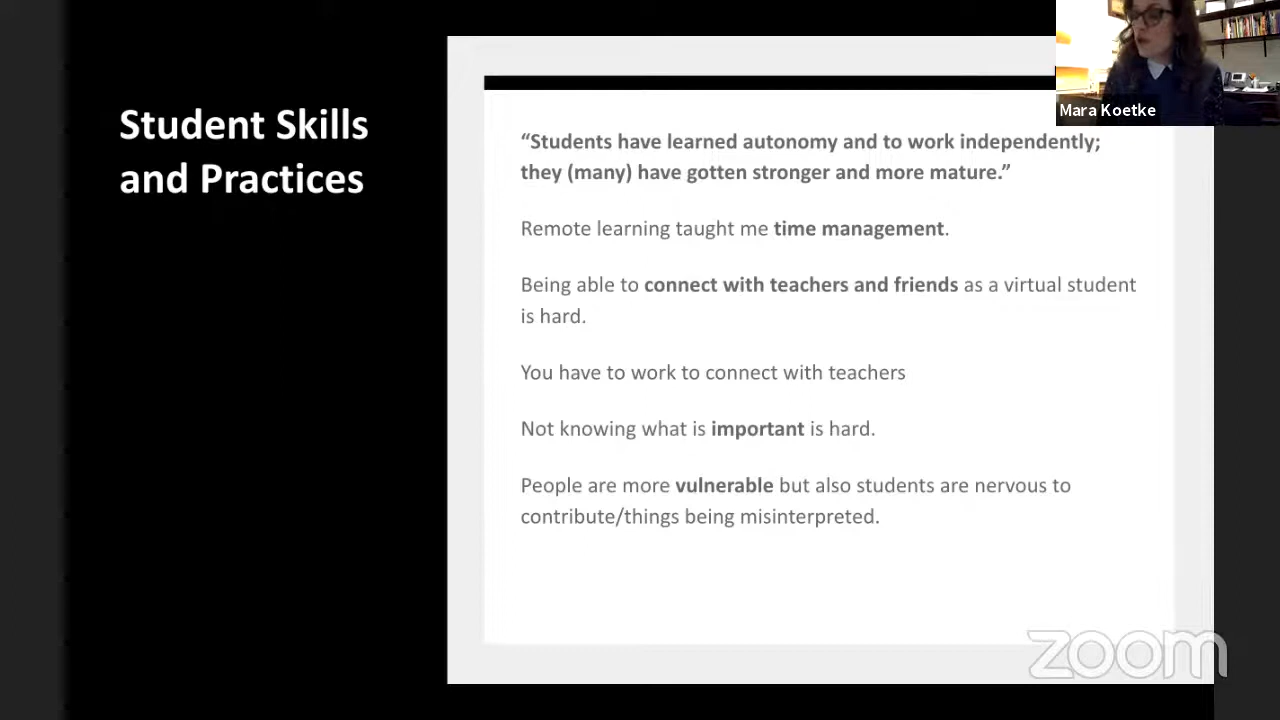 Student Skills
and Practices
Mara Koetke
“Students have learned autonomy and to work independently;
they (many) have gotten stronger and more mature.”
Remote learning taught me time management.
Being able to connect with teachers and friends as a virtual student
is hard.
You have to work to connect with teachers
Not knowing what is important is hard.
People are more vulnerable but also students are nervous to
contribute/things being misinterpreted.
zoom